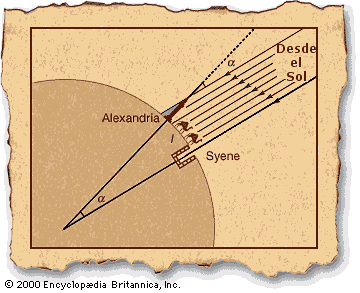 Desde
el
Sol
α
Alexandria
l
Syene
α
© 2000 Encyclopædia Britannica, Inc.